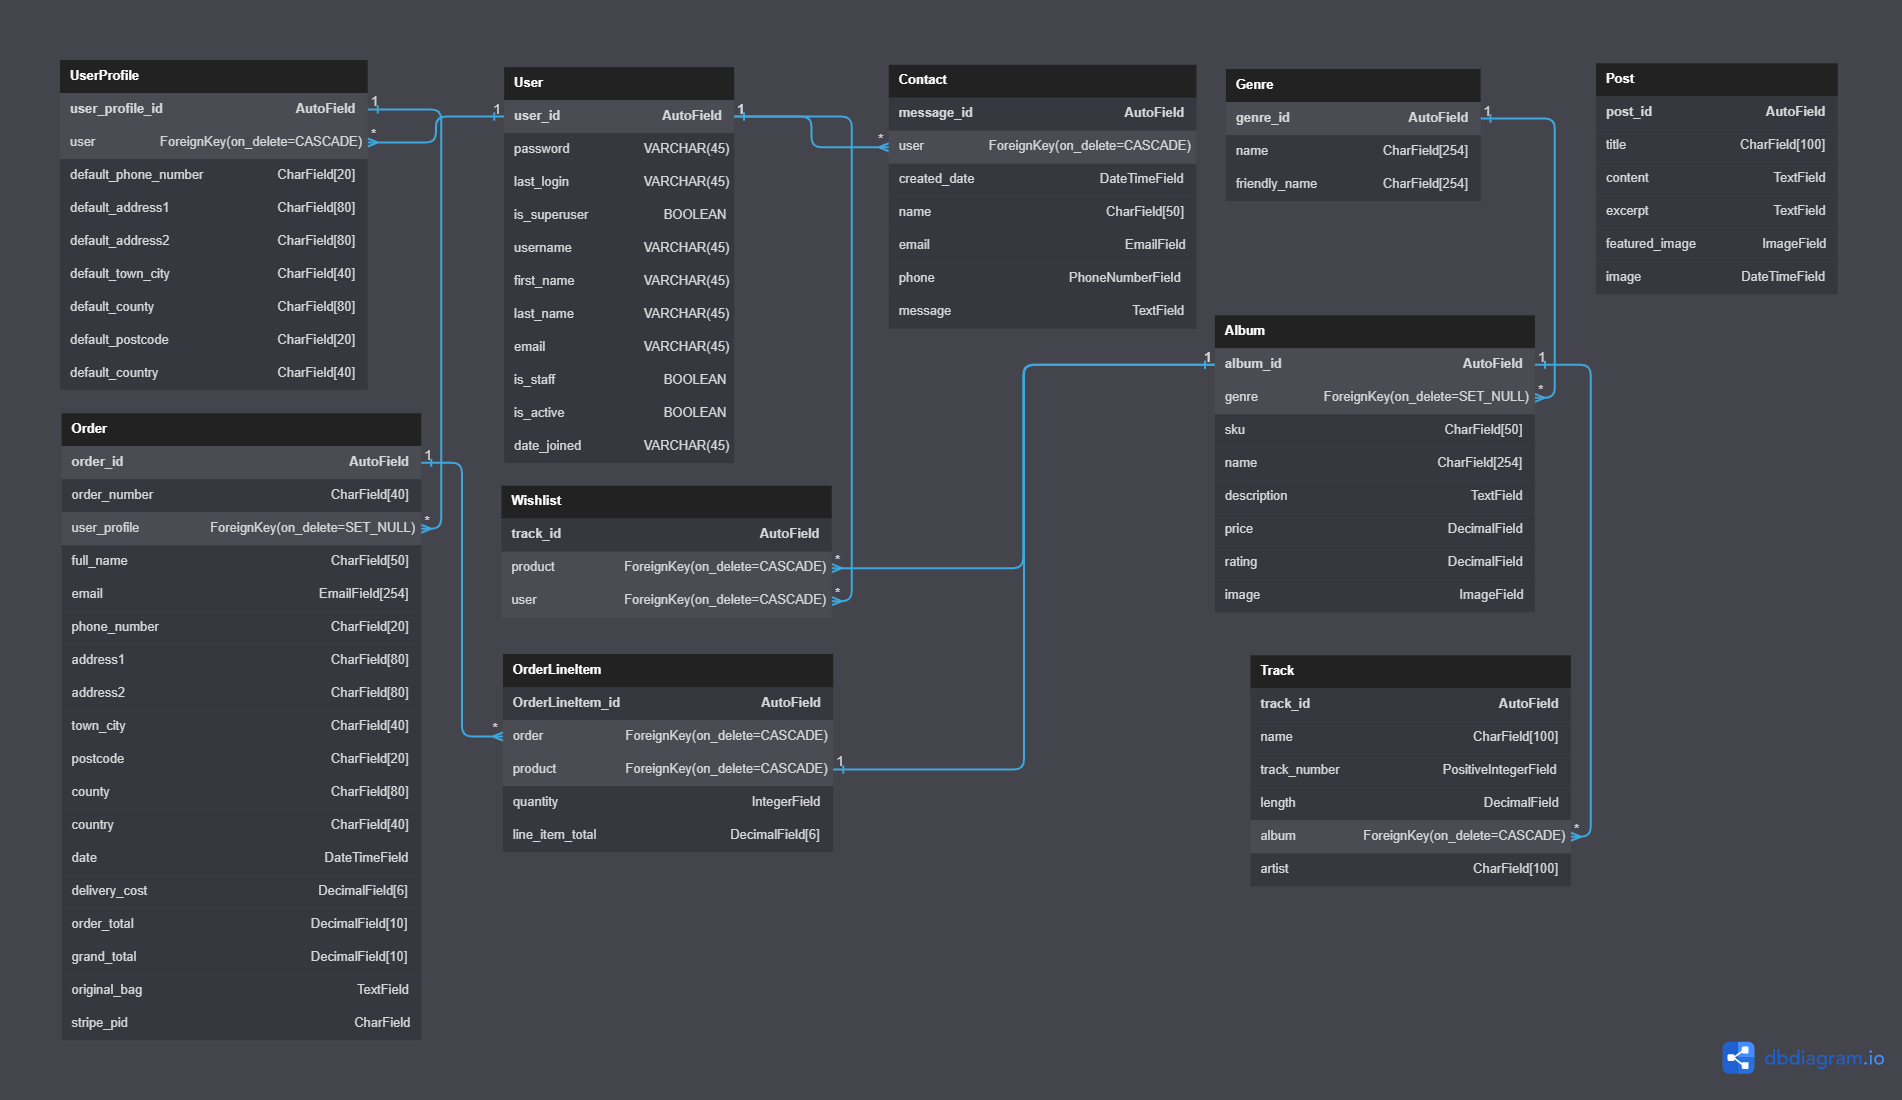 UserProfile
user_profile_id AutoField 1
user ForeignKey(on_delete=CASCADE) *
default_phone_number CharField[20]
default_address1 CharField[80]
default_address2 CharField[80]
default_town_city CharField[40]
default_county CharField[80]
default_postcode CharField[20]
default_country CharField[40]
User
1 user_id AutoField 1
password VARCHAR(45)
last_login VARCHAR(45)
is_superuser BOOLEAN
username VARCHAR(45)
first_name VARCHAR(45)
last_name VARCHAR(45)
email VARCHAR(45)
is_staff BOOLEAN
is_active BOOLEAN
date_joined VARCHAR(45)
Contact
message_id AutoField
* user ForeignKey(on_delete=CASCADE)
created_date DateTimeField
name CharField[50]
email EmailField
phone PhoneNumberField
message TextField
Genre
genre_id AutoField 1
name CharField[254]
friendly_name CharField[254]
Post
post_id AutoField
title CharField[100]
content TextField
excerpt TextField
featured_image ImageField
image DateTimeField
Album
1 album_id AutoField 1
genre ForeignKey(on_delete=SET_NULL) *
sku CharField[50]
name CharField[254]
description TextField
price DecimalField
rating DecimalField
image ImageField
Order
order_id AutoField 1
order_number CharField[40]
user_profile ForeignKey(on_delete=SET_NULL) *
full_name CharField[50]
email EmailField[254]
phone_number CharField[20]
address1 CharField[80]
address2 CharField[80]
town_city CharField[40]
postcode CharField[20]
county CharField[80]
country CharField[40]
date DateTimeField
delivery_cost DecimalField[6]
order_total DecimalField[10]
grand_total DecimalField[10]
original_bag TextField
stripe_pid CharField
Wishlist
track_id AutoField
product ForeignKey(on_delete=CASCADE) *
user ForeignKey(on_delete=CASCADE) *
OrderLineItem
OrderLineItem_id AutoField
* order ForeignKey(on_delete=CASCADE)
product ForeignKey(on_delete=CASCADE) 1
quantity IntegerField
line_item_total DecimalField[6]
Track
track_id AutoField
name CharField[100]
track_number PositiveIntegerField
length DecimalField
album ForeignKey(on_delete=CASCADE) *
artist CharField[100]
dbdiagram.io